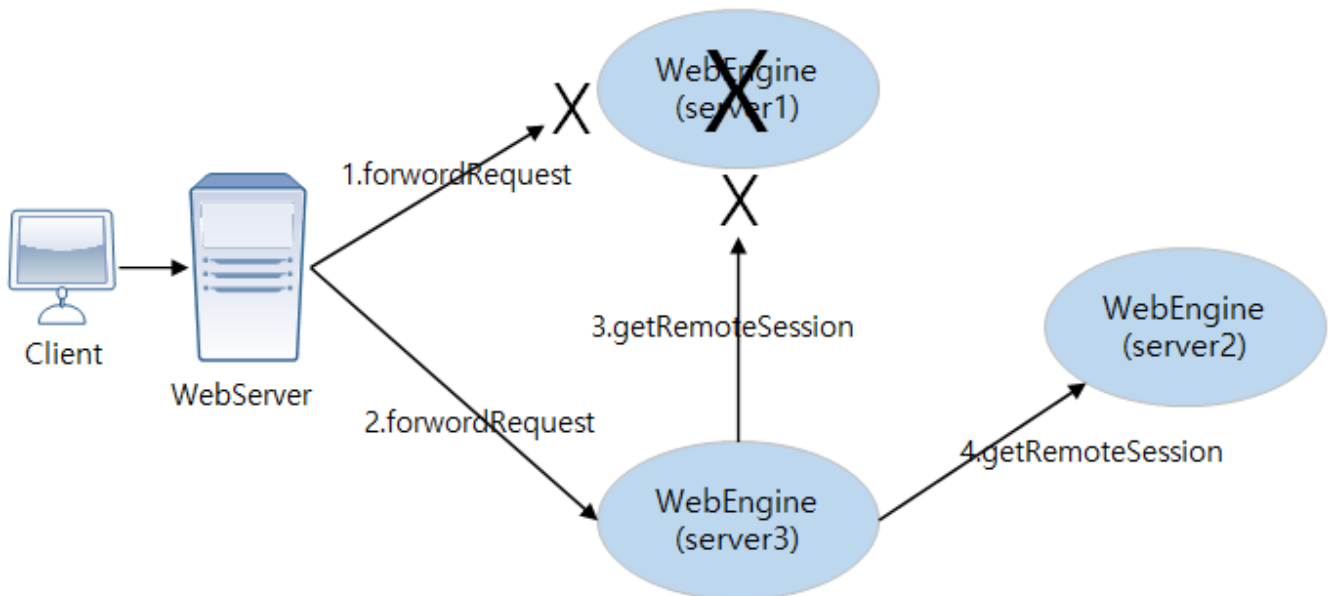 WebEngine
(server1)
X
X
X
1.forwordRequest
Client
WebServer
3.getRemoteSession
WebEngine
(server2)
2.forwordRequest
4.getRemoteSession
WebEngine
(server3)